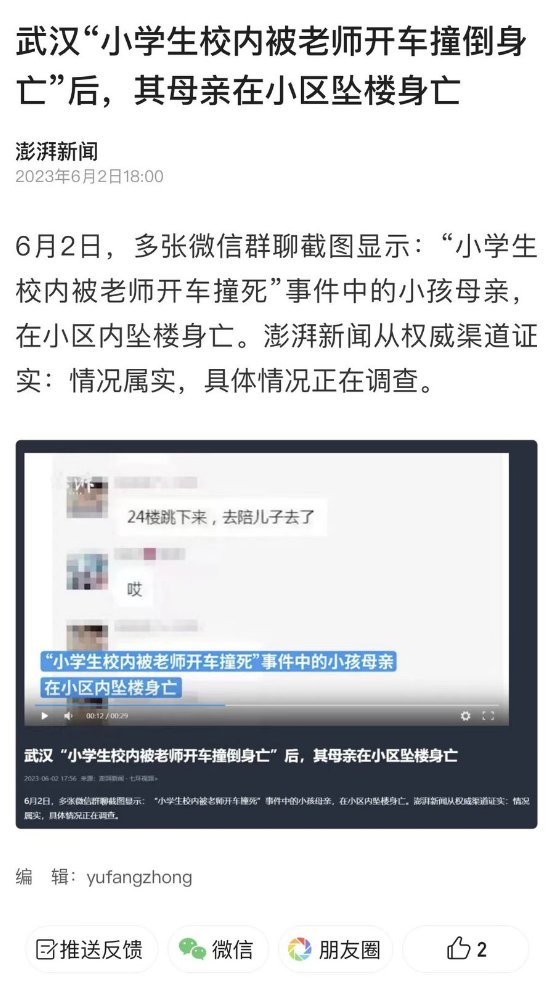 武汉“小学生校内被老师开车撞倒身
亡”后，其母亲在小区坠楼身亡
澎湃新闻
2023年6月2日18:00
6月2日，多张微信群聊截图显示：“小学生
校内被老师开车撞死”事件中的小孩母亲，
在小区内坠楼身亡。澎湃新闻从权威渠道证
实：情况属实，具体情况正在调查。
24楼跳下来，去陪儿子去了
哎
“小学生校内被老师开车撞死”事件中的小孩母亲
在小区内坠楼身亡
00:12 / 00:29
武汉“小学生校内被老师开车撞倒身亡”后，其母亲在小区坠楼身亡
2023-06-02 17:56 来源：澎湃新闻·七环视频>
6月2日，多张微信群聊截图显示：“小学生校内被老师开车撞死”事件中的小孩母亲，在小区内坠楼身亡。澎湃新闻从权威渠道证实：情况
属实，具体情况正在调查。
编 辑：yufangzhong
推送反馈 微信 朋友圈 2